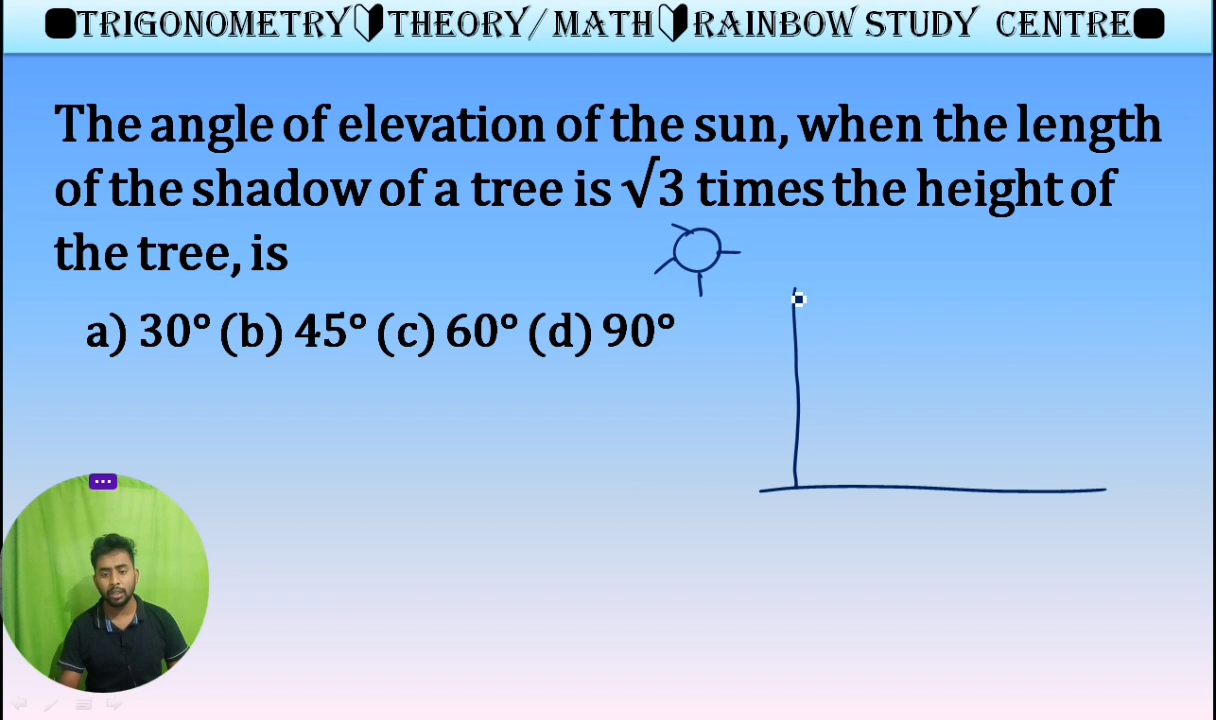 TRIGONOMETRY THEORY/MATH RAINBOW STUDY CENTRE
The angle of elevation of the sun, when the length
of the shadow of a tree is √3 times the height of
the tree, is
a) 30° (b) 45° (c) 60° (d) 90°